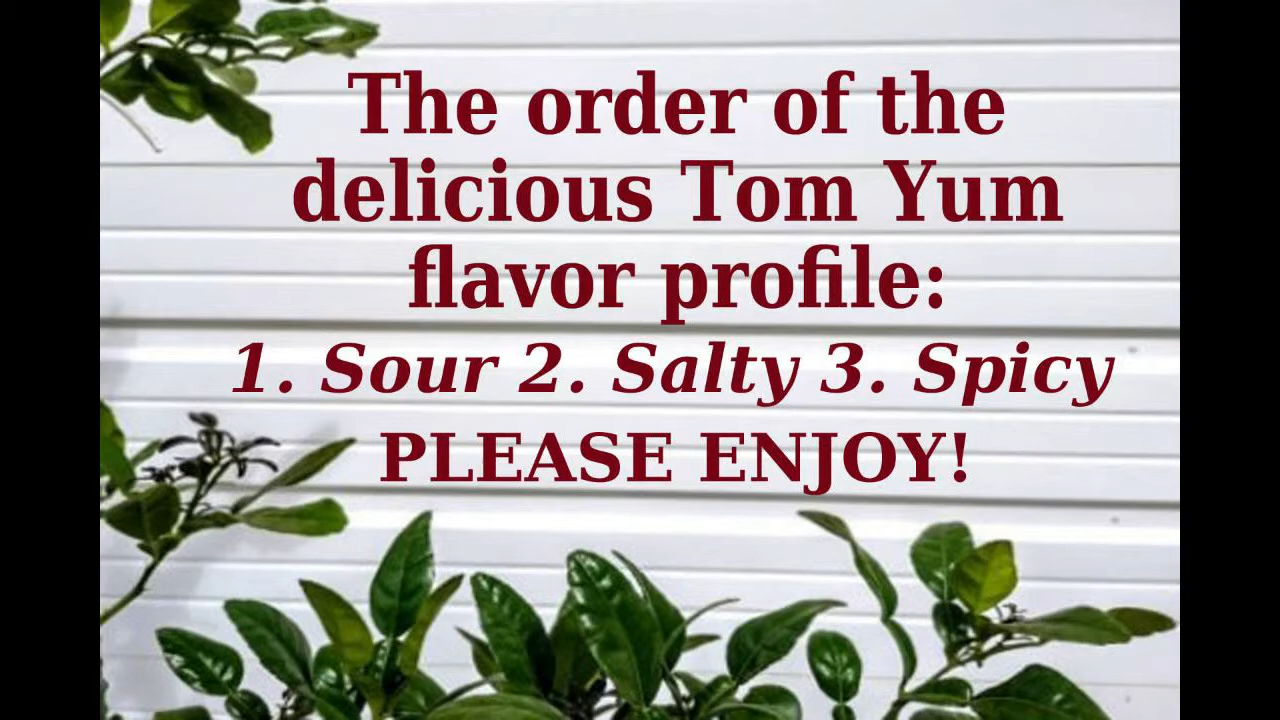 The order of the
delicious Tom Yum
flavor profile:
1. Sour 2. Salty 3. Spicy
PLEASE ENJOY!